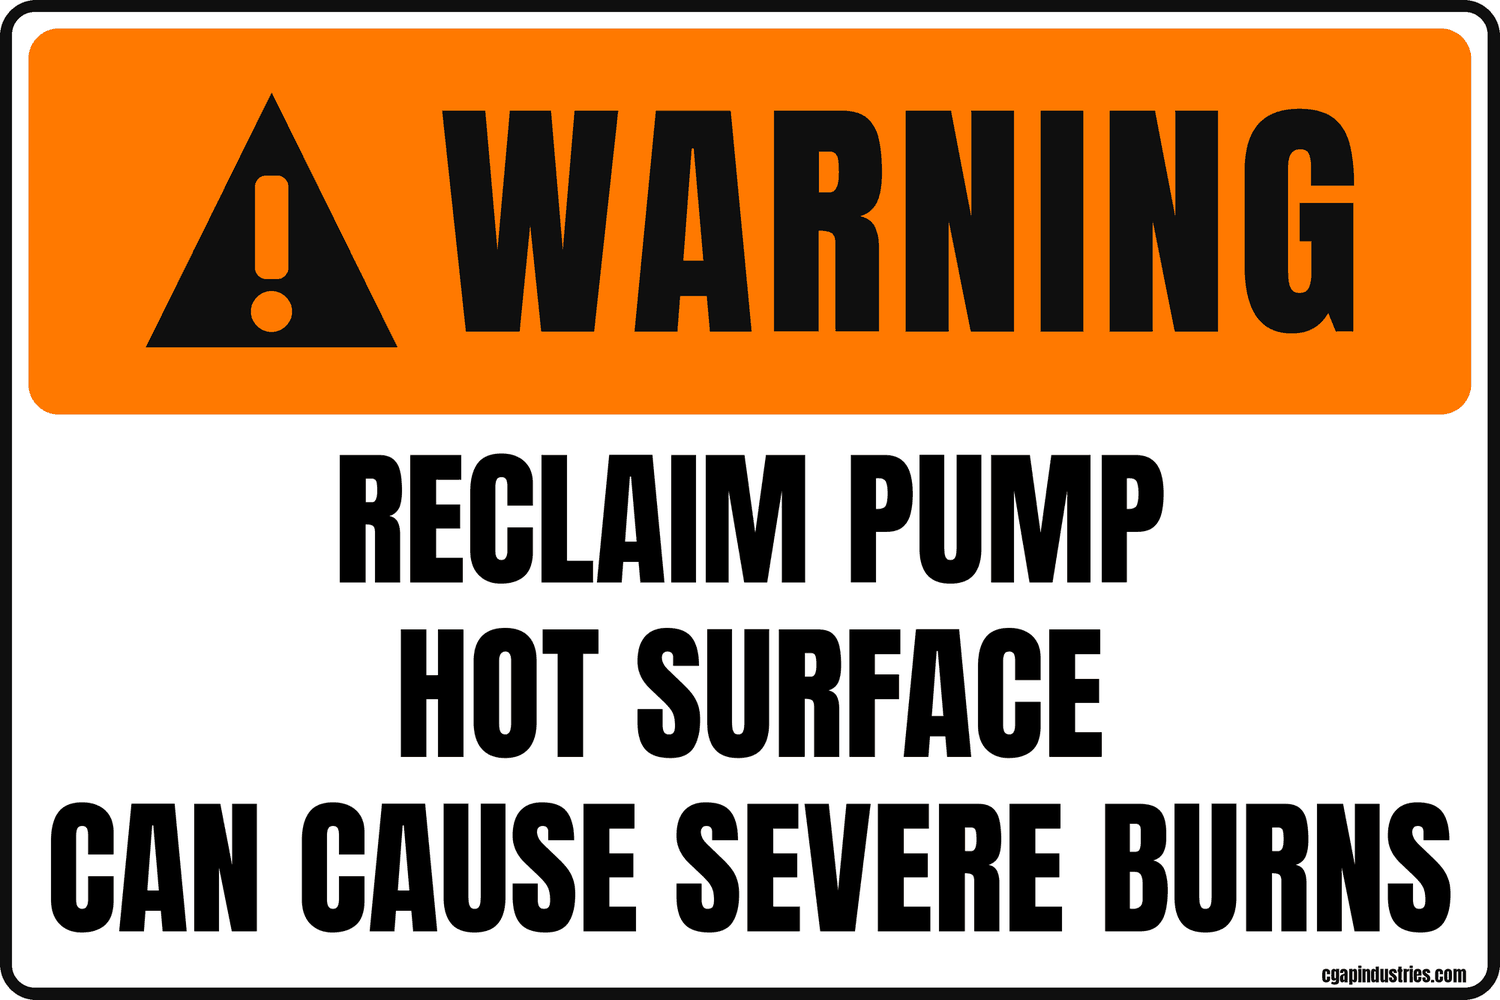 WARNING
RECLAIM PUMP
HOT SURFACE
CAN CAUSE SEVERE BURNS
cgapindustries.com